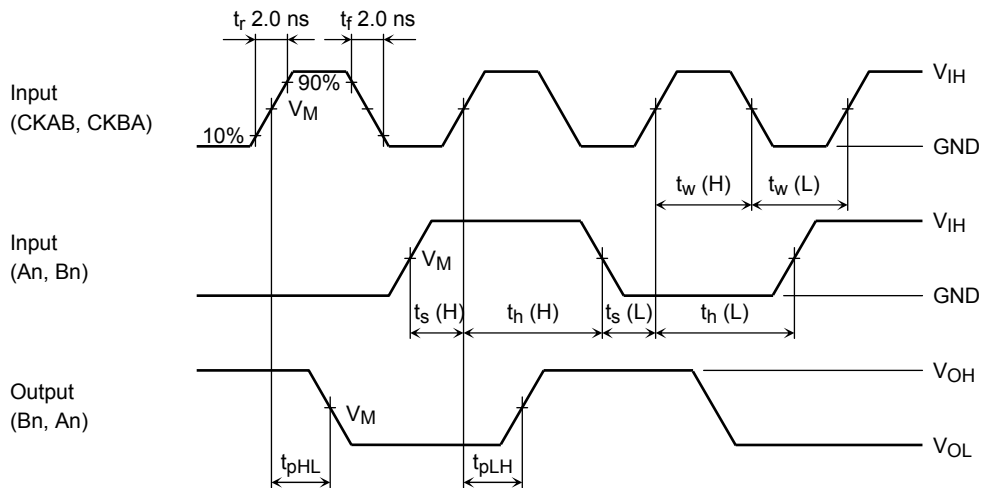 tr 2.0 ns
tf 2.0 ns
Input
(CKAB, CKBA)
10%
90%
VM
VIH
GND
tw (H)
tw (L)
Input
(An, Bn)
VM
VIH
GND
ts (H)
th (H)
ts (L)
th (L)
Output
(Bn, An)
VM
VOH
VOL
tpHL
tpLH